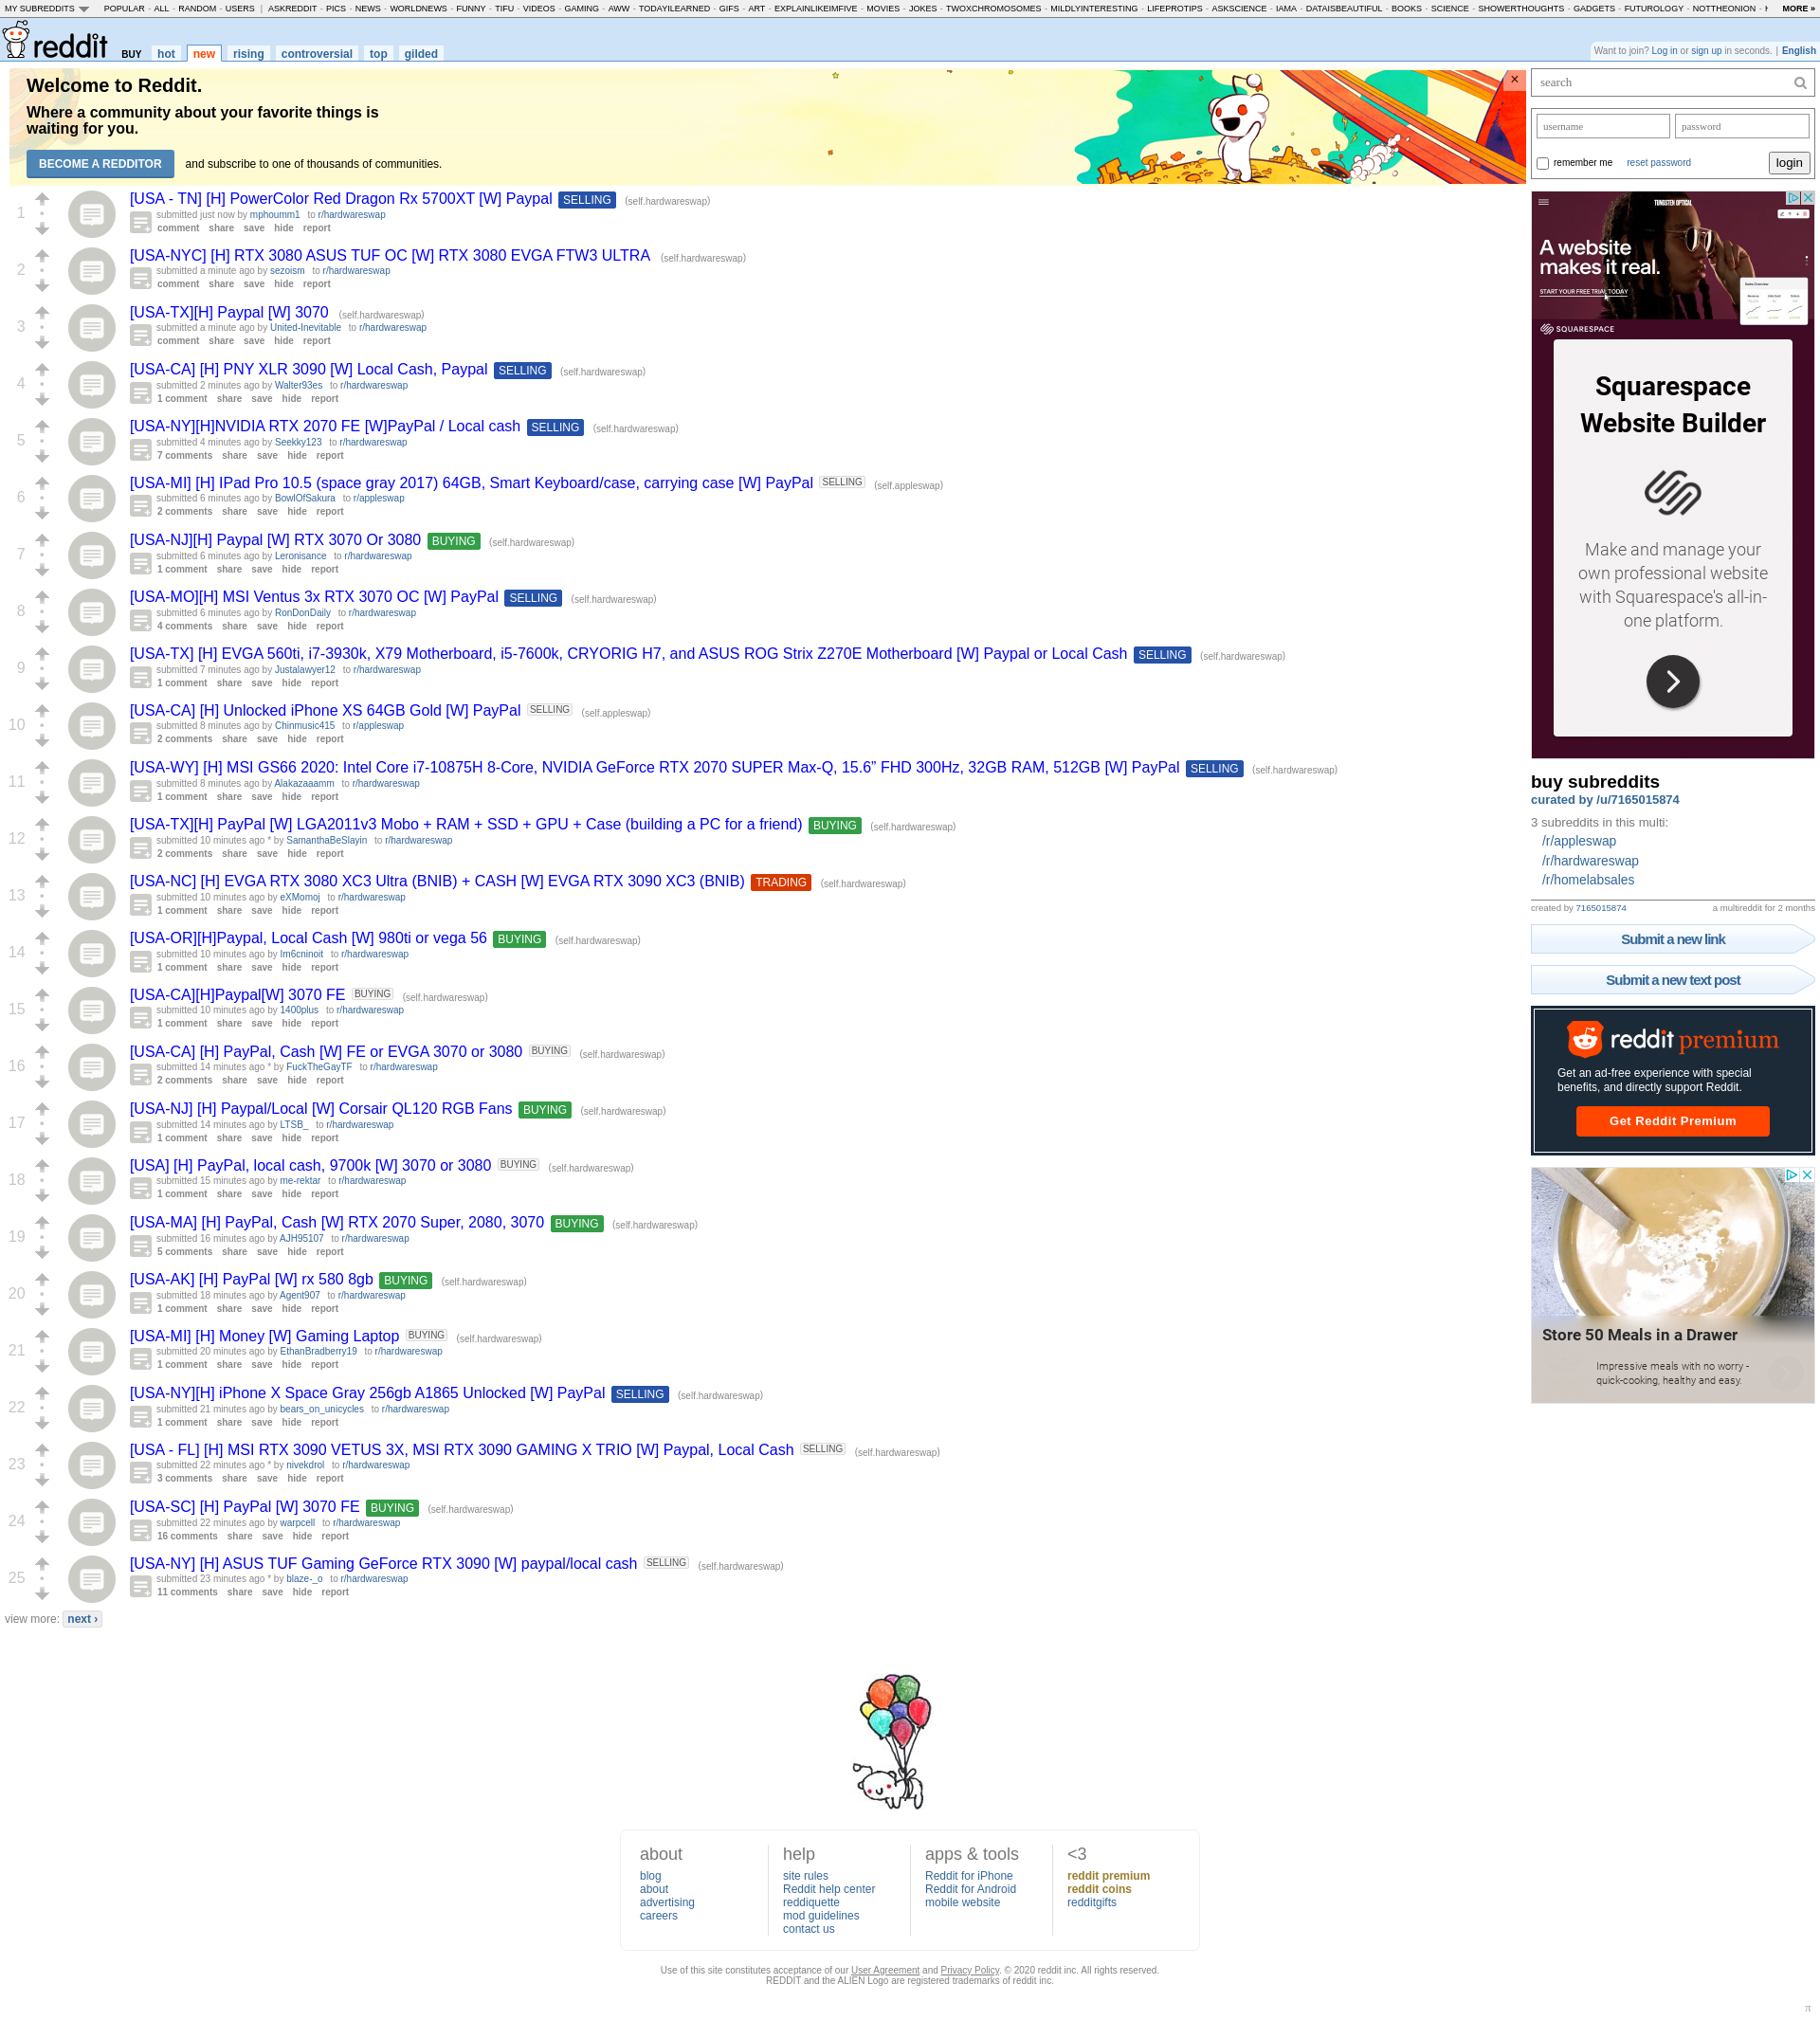 MY SUBREDDITS POPULAR - ALL - RANDOM - USERS | ASKREDDIT - PICS - NEWS - WORLDNEWS - FUNNY - TIFU - VIDEOS - GAMING - AWW - TODAYILEARNED - GIFS - ART - EXPLAINLIKEIMFIVE - MOVIES - JOKES - TWOXCHROMOSOMES - MILDLYINTERESTING - LIFEPROTIPS - ASKSCIENCE - IAMA - DATAISBEAUTIFUL - BOOKS - SCIENCE - SHOWERTHOUGHTS - GADGETS - FUTUROLOGY - NOTTHEONION - MORE »
reddit BUY hot new rising controversial top gilded
Want to join? Log in or sign up in seconds. | English
Welcome to Reddit.
Where a community about your favorite things is
waiting for you.
BECOME A REDDITOR and subscribe to one of thousands of communities.
1
[USA - TN] [H] PowerColor Red Dragon Rx 5700XT [W] Paypal SELLING (self.hardwareswap)
submitted just now by mphoumm1 to r/hardwareswap
comment share save hide report
2
[USA-NYC] [H] RTX 3080 ASUS TUF OC [W] RTX 3080 EVGA FTW3 ULTRA (self.hardwareswap)
submitted a minute ago by sezoism to r/hardwareswap
comment share save hide report
3
[USA-TX][H] Paypal [W] 3070 (self.hardwareswap)
submitted a minute ago by United-Inevitable to r/hardwareswap
comment share save hide report
4
[USA-CA] [H] PNY XLR 3090 [W] Local Cash, Paypal SELLING (self.hardwareswap)
submitted 2 minutes ago by Walter93es to r/hardwareswap
1 comment share save hide report
5
[USA-NY][H]NVIDIA RTX 2070 FE [W]PayPal / Local cash SELLING (self.hardwareswap)
submitted 4 minutes ago by Seekky123 to r/hardwareswap
7 comments share save hide report
6
[USA-MI] [H] IPad Pro 10.5 (space gray 2017) 64GB, Smart Keyboard/case, carrying case [W] PayPal SELLING (self.appleswap)
submitted 6 minutes ago by BowlOfSakura to r/appleswap
2 comments share save hide report
7
[USA-NJ][H] Paypal [W] RTX 3070 Or 3080 BUYING (self.hardwareswap)
submitted 6 minutes ago by Leronisance to r/hardwareswap
1 comment share save hide report
8
[USA-MO][H] MSI Ventus 3x RTX 3070 OC [W] PayPal SELLING (self.hardwareswap)
submitted 6 minutes ago by RonDonDaily to r/hardwareswap
4 comments share save hide report
9
[USA-TX] [H] EVGA 560ti, i7-3930k, X79 Motherboard, i5-7600k, CRYORIG H7, and ASUS ROG Strix Z270E Motherboard [W] Paypal or Local Cash SELLING (self.hardwareswap)
submitted 7 minutes ago by Justalawyer12 to r/hardwareswap
1 comment share save hide report
10
[USA-CA] [H] Unlocked iPhone XS 64GB Gold [W] PayPal SELLING (self.appleswap)
submitted 8 minutes ago by Chinmusic415 to r/appleswap
2 comments share save hide report
11
[USA-WY] [H] MSI GS66 2020: Intel Core i7-10875H 8-Core, NVIDIA GeForce RTX 2070 SUPER Max-Q, 15.6” FHD 300Hz, 32GB RAM, 512GB [W] PayPal SELLING (self.hardwareswap)
submitted 8 minutes ago by Alakazaaamm to r/hardwareswap
1 comment share save hide report
12
[USA-TX][H] PayPal [W] LGA2011v3 Mobo + RAM + SSD + GPU + Case (building a PC for a friend) BUYING (self.hardwareswap)
submitted 10 minutes ago * by SamanthaBeSlayin to r/hardwareswap
2 comments share save hide report
13
[USA-NC] [H] EVGA RTX 3080 XC3 Ultra (BNIB) + CASH [W] EVGA RTX 3090 XC3 (BNIB) TRADING (self.hardwareswap)
submitted 10 minutes ago by eXMomoj to r/hardwareswap
1 comment share save hide report
14
[USA-OR][H]Paypal, Local Cash [W] 980ti or vega 56 BUYING (self.hardwareswap)
submitted 10 minutes ago by Im6cninoit to r/hardwareswap
1 comment share save hide report
15
[USA-CA][H]Paypal[W] 3070 FE BUYING (self.hardwareswap)
submitted 10 minutes ago by 1400plus to r/hardwareswap
1 comment share save hide report
16
[USA-CA] [H] PayPal, Cash [W] FE or EVGA 3070 or 3080 BUYING (self.hardwareswap)
submitted 14 minutes ago * by FuckTheGayTF to r/hardwareswap
2 comments share save hide report
17
[USA-NJ] [H] Paypal/Local [W] Corsair QL120 RGB Fans BUYING (self.hardwareswap)
submitted 14 minutes ago by LTSB_ to r/hardwareswap
1 comment share save hide report
18
[USA] [H] PayPal, local cash, 9700k [W] 3070 or 3080 BUYING (self.hardwareswap)
submitted 15 minutes ago by me-rektar to r/hardwareswap
1 comment share save hide report
19
[USA-MA] [H] PayPal, Cash [W] RTX 2070 Super, 2080, 3070 BUYING (self.hardwareswap)
submitted 16 minutes ago by AJH95107 to r/hardwareswap
5 comments share save hide report
20
[USA-AK] [H] PayPal [W] rx 580 8gb BUYING (self.hardwareswap)
submitted 18 minutes ago by Agent907 to r/hardwareswap
1 comment share save hide report
21
[USA-MI] [H] Money [W] Gaming Laptop BUYING (self.hardwareswap)
submitted 20 minutes ago by EthanBradberry19 to r/hardwareswap
1 comment share save hide report
22
[USA-NY][H] iPhone X Space Gray 256gb A1865 Unlocked [W] PayPal SELLING (self.hardwareswap)
submitted 21 minutes ago by bears_on_unicycles to r/hardwareswap
1 comment share save hide report
23
[USA - FL] [H] MSI RTX 3090 VETUS 3X, MSI RTX 3090 GAMING X TRIO [W] Paypal, Local Cash SELLING (self.hardwareswap)
submitted 22 minutes ago * by nivekdrol to r/hardwareswap
3 comments share save hide report
24
[USA-SC] [H] PayPal [W] 3070 FE BUYING (self.hardwareswap)
submitted 22 minutes ago by warpcell to r/hardwareswap
16 comments share save hide report
25
[USA-NY] [H] ASUS TUF Gaming GeForce RTX 3090 [W] paypal/local cash SELLING (self.hardwareswap)
submitted 23 minutes ago * by blaze-_o to r/hardwareswap
11 comments share save hide report
view more: next ›
search
username password
remember me reset password login
TUNGSTEN OPTICAL
A website
makes it real.
START YOUR FREE TRIAL TODAY
SQUARESPACE
Squarespace
Website Builder
Make and manage your
own professional website
with Squarespace's all-in-
one platform.
buy subreddits
curated by /u/7165015874
3 subreddits in this multi:
/r/appleswap
/r/hardwareswap
/r/homelabsales
created by 7165015874 a multireddit for 2 months
Submit a new link
Submit a new text post
reddit premium
Get an ad-free experience with special
benefits, and directly support Reddit.
Get Reddit Premium
Store 50 Meals in a Drawer
Impressive meals with no worry -
quick-cooking, healthy and easy.
about
blog
about
advertising
careers
help
site rules
Reddit help center
reddiquette
mod guidelines
contact us
apps & tools
Reddit for iPhone
Reddit for Android
mobile website
<3
reddit premium
reddit coins
redditgifts
Use of this site constitutes acceptance of our User Agreement and Privacy Policy. © 2020 reddit inc. All rights reserved.
REDDIT and the ALIEN Logo are registered trademarks of reddit inc.
π